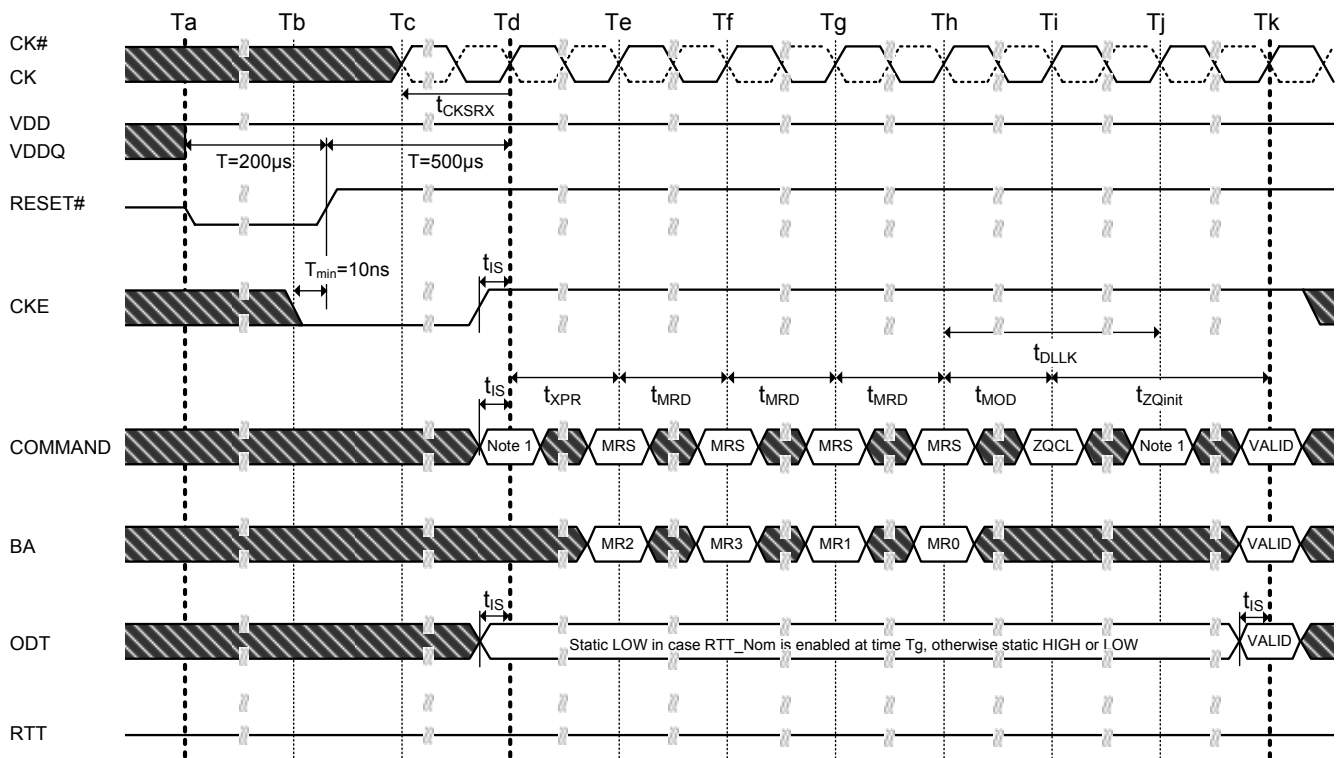 Ta Tb Tc Td Te Tf Tg Th Ti Tj Tk
CK#
CK
tCKSRX
VDD
VDDQ
T=200µs T=500µs
RESET#
Tmin=10ns
tIS
CKE
tDLLK
tIS
tXPR tMRD tMRD tMRD tMOD tZQinit
COMMAND Note 1 MRS MRS MRS MRS ZQCL Note 1 VALID
BA MR2 MR3 MR1 MR0 VALID
tIS tIS
ODT Static LOW in case RTT_Nom is enabled at time Tg, otherwise static HIGH or LOW VALID
RTT